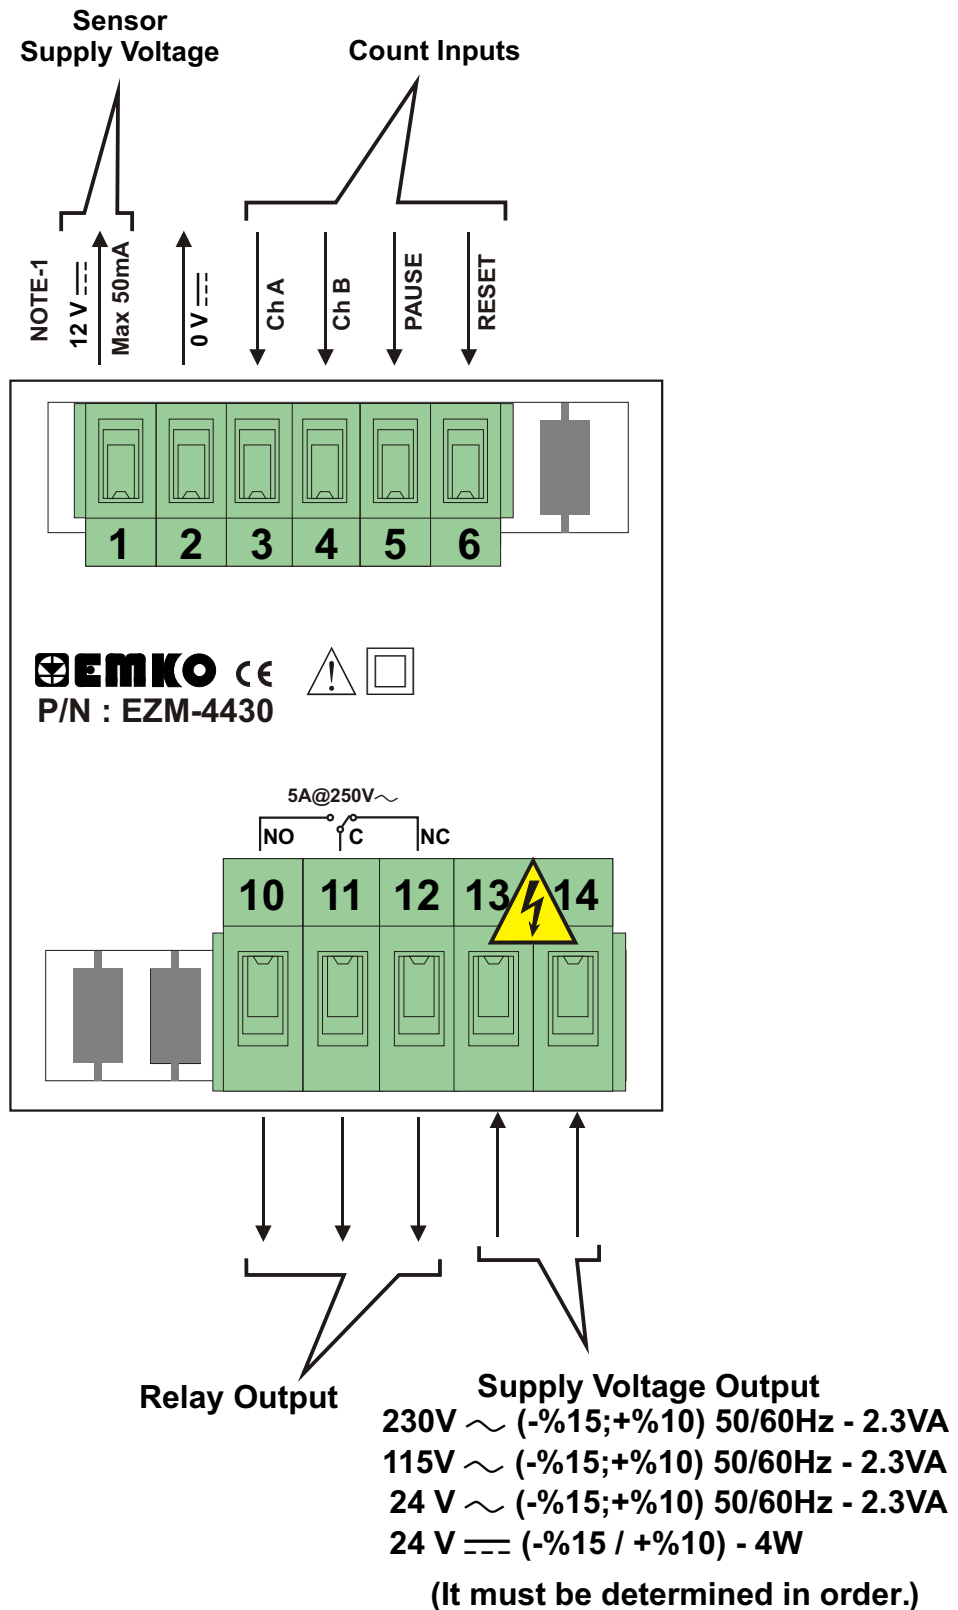 Sensor
Supply Voltage
Count Inputs
NOTE-1
12 V
Max 50mA
0 V
Ch A
Ch B
PAUSE
RESET
1 2 3 4 5 6
EMKO CE
P/N : EZM-4430
5A@250V~
NO C NC
10 11 12 13 14
Relay Output
Supply Voltage Output
230V ~ (-%15;+%10) 50/60Hz - 2.3VA
115V ~ (-%15;+%10) 50/60Hz - 2.3VA
24 V ~ (-%15;+%10) 50/60Hz - 2.3VA
24 V (-%15 / +%10) - 4W
(It must be determined in order.)